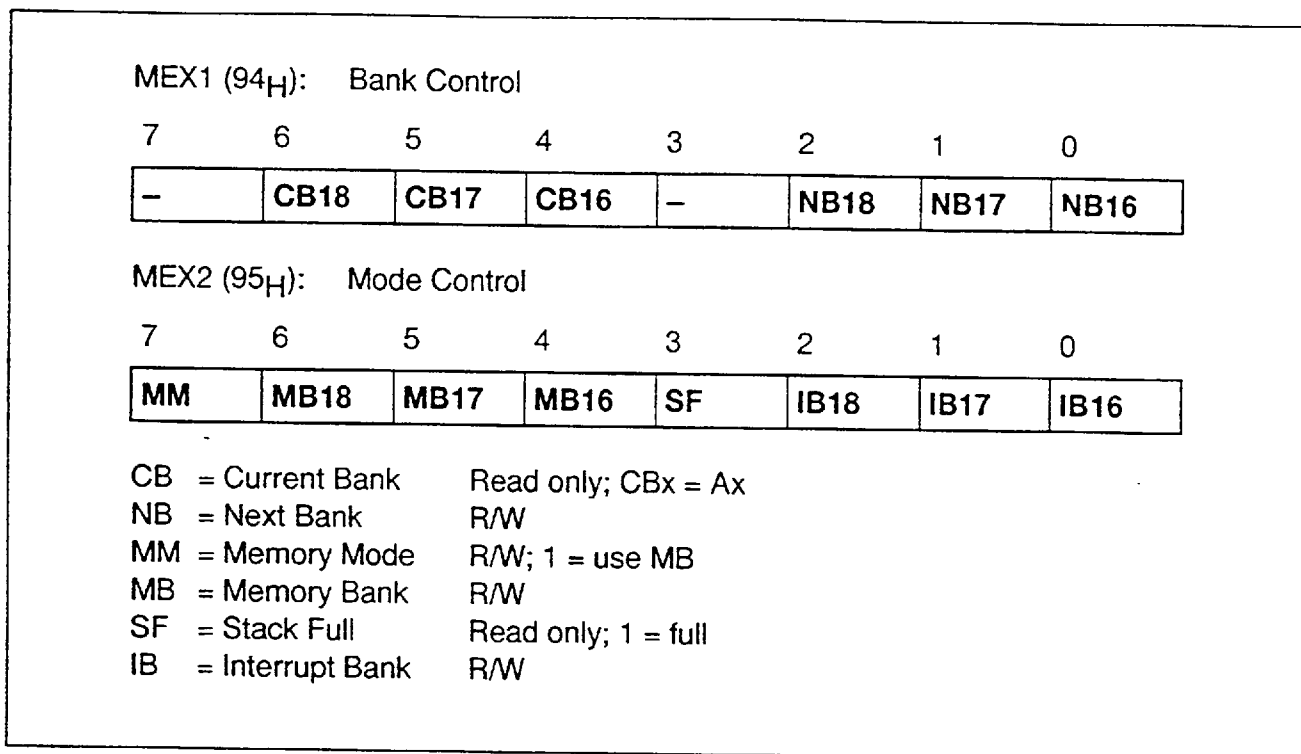 MEX1 (94H): Bank Control
7 6 5 4 3 2 1 0
– CB18 CB17 CB16 – NB18 NB17 NB16
MEX2 (95H): Mode Control
7 6 5 4 3 2 1 0
MM MB18 MB17 MB16 SF IB18 IB17 IB16
CB = Current Bank Read only; CBx = Ax
NB = Next Bank R/W
MM = Memory Mode R/W; 1 = use MB
MB = Memory Bank R/W
SF = Stack Full Read only; 1 = full
IB = Interrupt Bank R/W